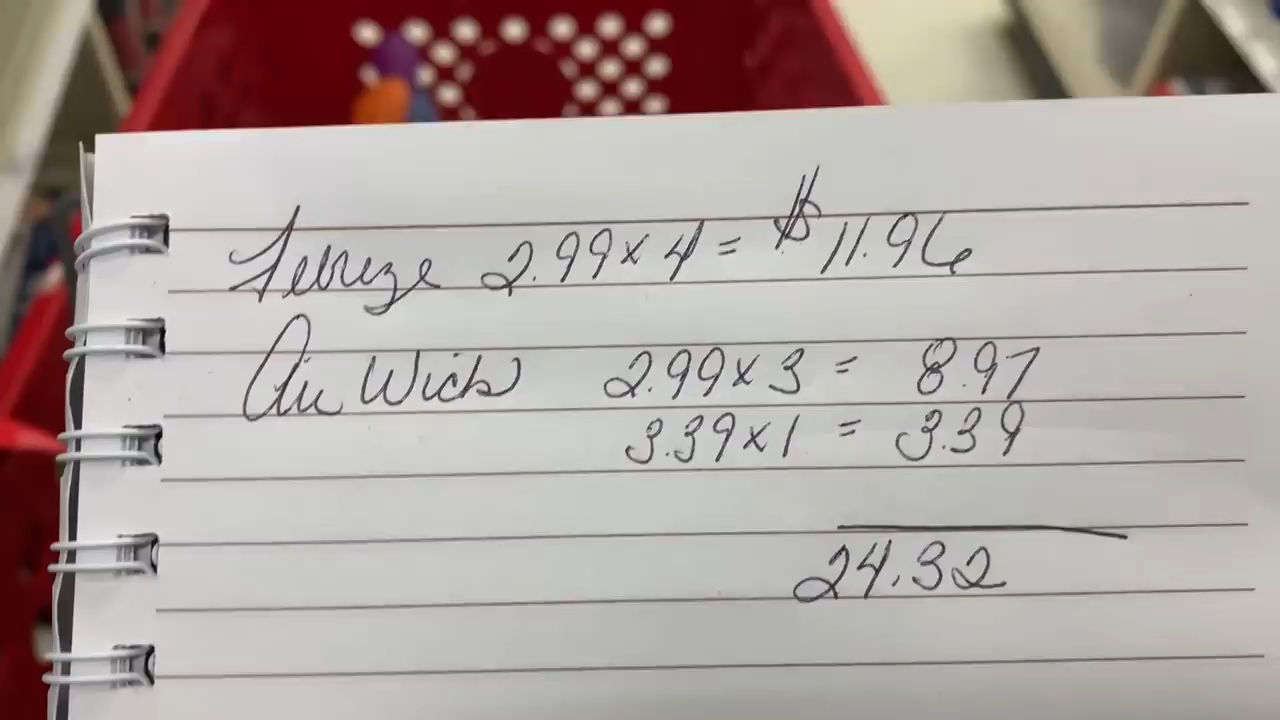 Febreze 2.99 x 4 = $11.96
Air Wick 2.99 x 3 = 8.97
3.39 x 1 = 3.39
24.32